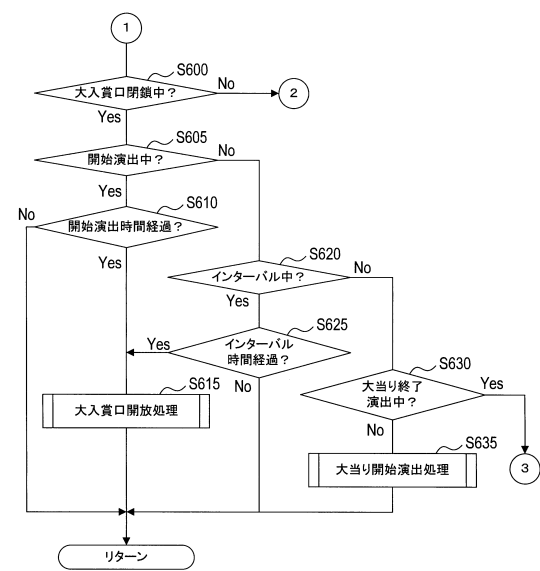 1
S600
大入賞口閉鎖中？
No
2
Yes
S605
開始演出中？
No
Yes
S610
No
開始演出時間経過？
Yes
S620
インターバル中？
No
Yes
S625
Yes
インターバル
時間経過？
No
S630
大当り終了
演出中？
Yes
No
S615
大入賞口開放処理
S635
大当り開始演出処理
3
リターン